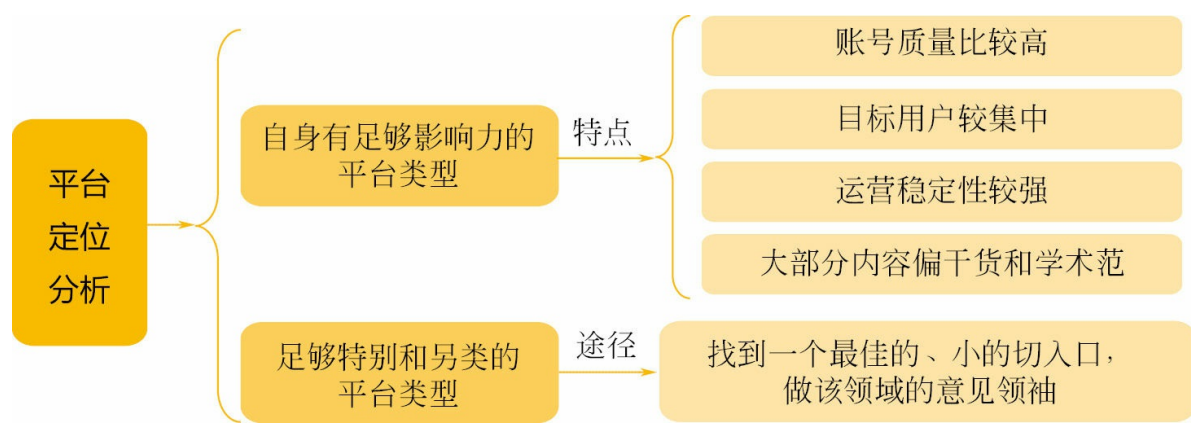 平台
定位
分析
自身有足够影响力的
平台类型
特点
账号质量比较高
目标用户较集中
运营稳定性较强
大部分内容偏干货和学术范
足够特别和另类的
平台类型
途径
找到一个最佳的、小的切入口，
做该领域的意见领袖